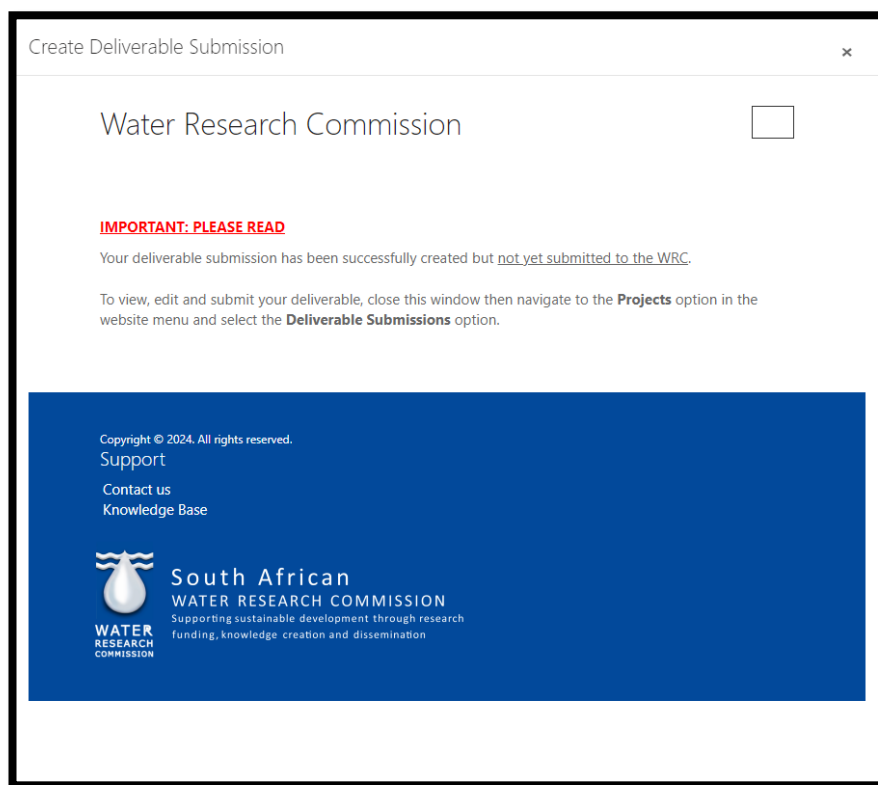 Create Deliverable Submission
×
Water Research Commission
IMPORTANT: PLEASE READ
Your deliverable submission has been successfully created but not yet submitted to the WRC.
To view, edit and submit your deliverable, close this window then navigate to the Projects option in the
website menu and select the Deliverable Submissions option.
Copyright © 2024. All rights reserved.
Support
Contact us
Knowledge Base
WATER
RESEARCH
COMMISSION
South African
WATER RESEARCH COMMISSION
Supporting sustainable development through research
funding, knowledge creation and dissemination